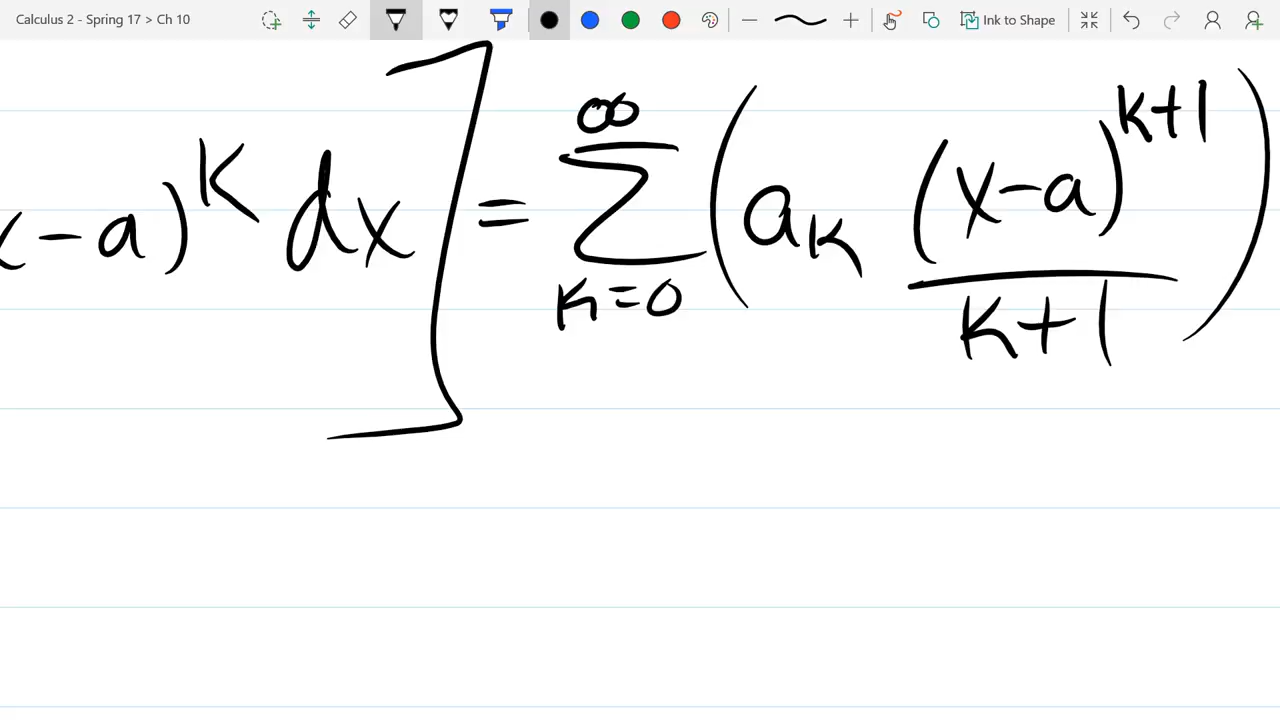 Calculus 2 - Spring 17 > Ch 10
Ink to Shape
x-a)^k dx] = ∑_{k=0}^{∞} (a_k (x-a)^{k+1} / k+1)